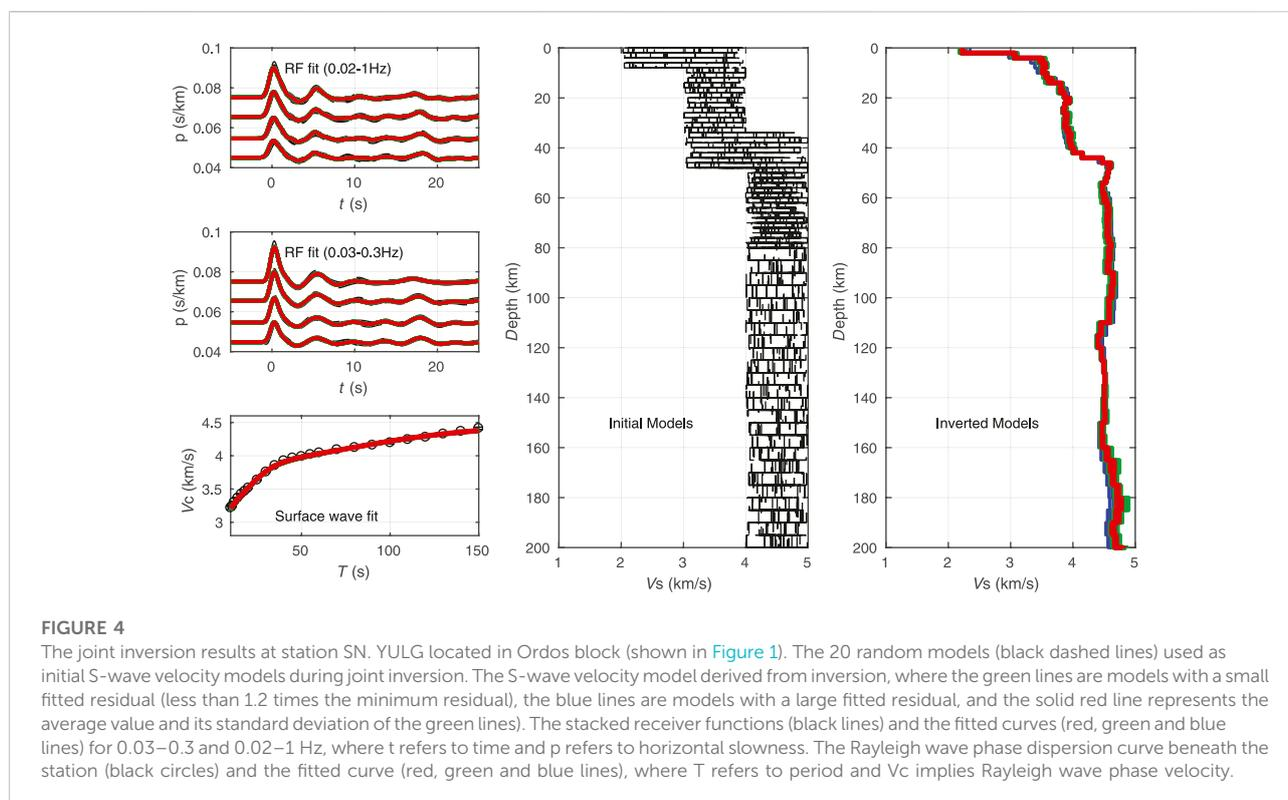 0.1
0.08
0.06
0.04
p (s/km)
RF fit (0.02-1Hz)
0 10 20
t (s)
0.1
0.08
0.06
0.04
p (s/km)
RF fit (0.03-0.3Hz)
0 10 20
t (s)
4.5
4
3.5
3
Vc (km/s)
Surface wave fit
50 100 150
T (s)
0
20
40
60
80
100
120
140
160
180
200
Depth (km)
Initial Models
1 2 3 4 5
Vs (km/s)
0
20
40
60
80
100
120
140
160
180
200
Depth (km)
Inverted Models
1 2 3 4 5
Vs (km/s)
FIGURE 4
The joint inversion results at station SN. YULG located in Ordos block (shown in Figure 1). The 20 random models (black dashed lines) used as
initial S-wave velocity models during joint inversion. The S-wave velocity model derived from inversion, where the green lines are models with a small
fitted residual (less than 1.2 times the minimum residual), the blue lines are models with a large fitted residual, and the solid red line represents the
average value and its standard deviation of the green lines). The stacked receiver functions (black lines) and the fitted curves (red, green and blue
lines) for 0.03–0.3 and 0.02–1 Hz, where t refers to time and p refers to horizontal slowness. The Rayleigh wave phase dispersion curve beneath the
station (black circles) and the fitted curve (red, green and blue lines), where T refers to period and Vc implies Rayleigh wave phase velocity.